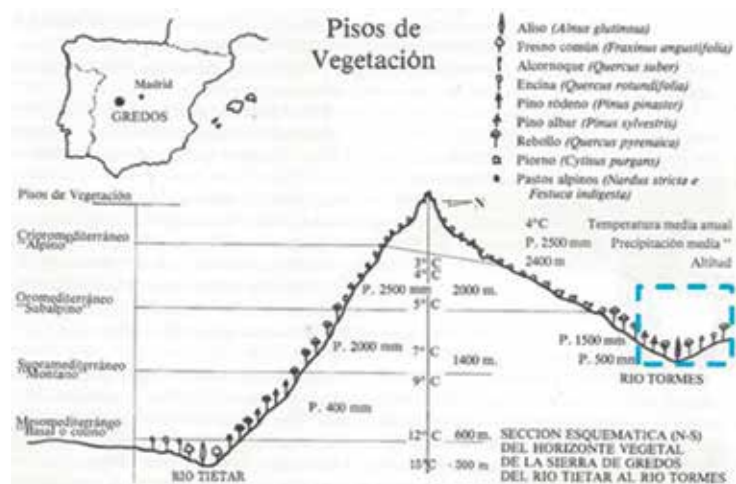 Pisos de
Vegetación
Madrid
GREDOS
Aliso (Alnus glutinosa)
Fresno común (Fraxinus angustifolia)
Alcornoque (Quercus suber)
Encina (Quercus rotundifolia)
Pino ródeno (Pinus pinaster)
Pino albar (Pinus sylvestris)
Rebollo (Quercus pyrenaica)
Piorno (Cytisus purgans)
Pastos alpinos (Nardus stricta e
Festuca indigesta)
4°C Temperatura media anual
P. 2500 mm Precipitación media "
2400 m Altitud
Pisos de Vegetación
N
Crioromediterráneo
"Alpino"
3° C
4° C
P. 2500 mm
2000 m.
Oromediterráneo
"Subalpino"
5° C
P. 2000 mm
7° C
1400 m.
P. 1500 mm
P. 500 mm
RIO TORMES
Supramediterráneo
"Montano"
9° C
P. 400 mm
Mesomediterráneo
"Basal o colino"
12° C
600 m.
15°C
300 m.
RIO TIETAR
SECCION ESQUEMATICA (N-S)
DEL HORIZONTE VEGETAL
DE LA SIERRA DE GREDOS
DEL RIO TIETAR AL RIO TORMES